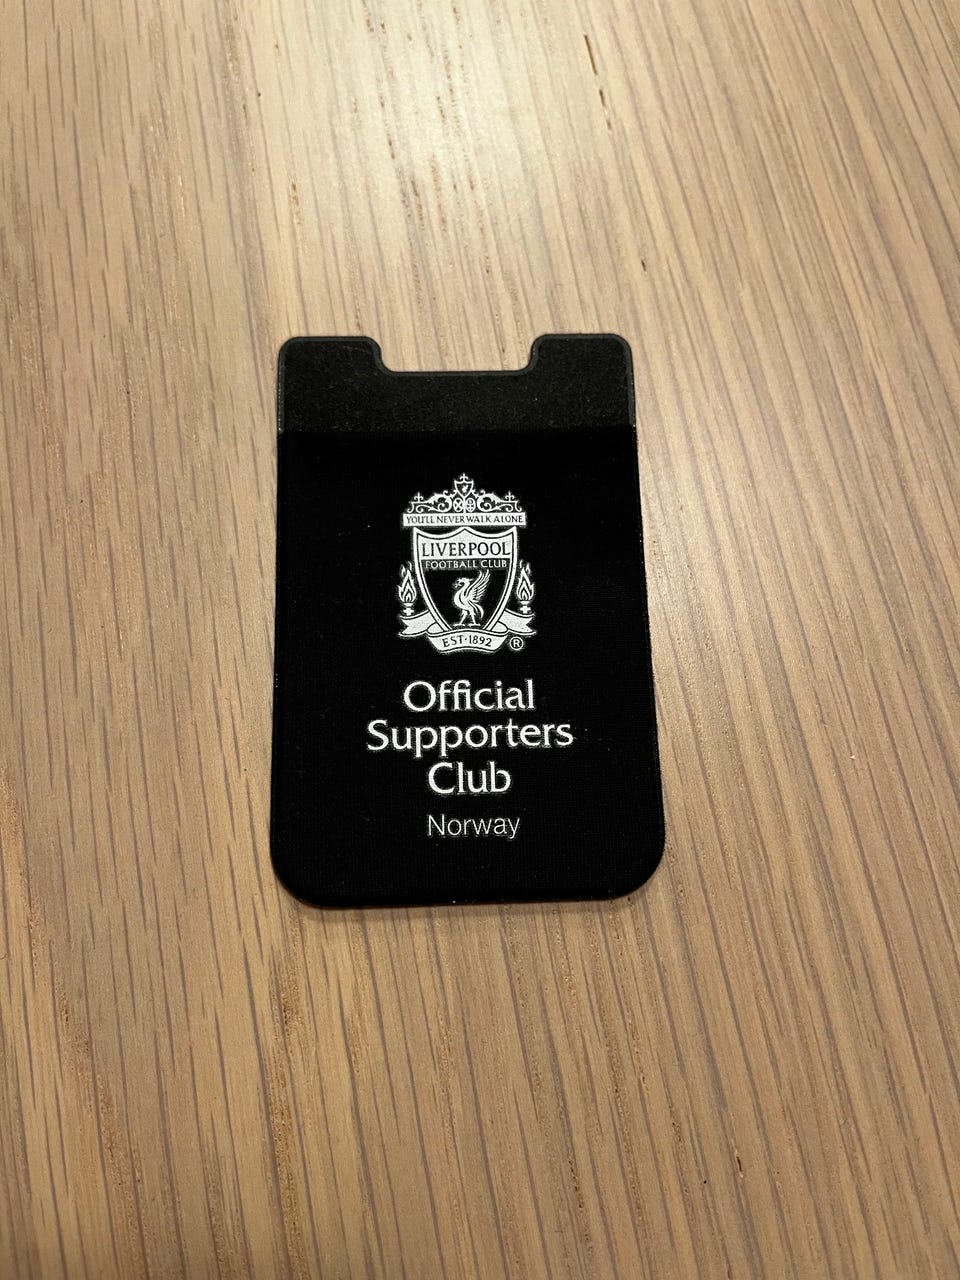 YOU'LL NEVER WALK ALONE
LIVERPOOL
FOOTBALL CLUB
EST·1892 ®
Official
Supporters
Club
Norway